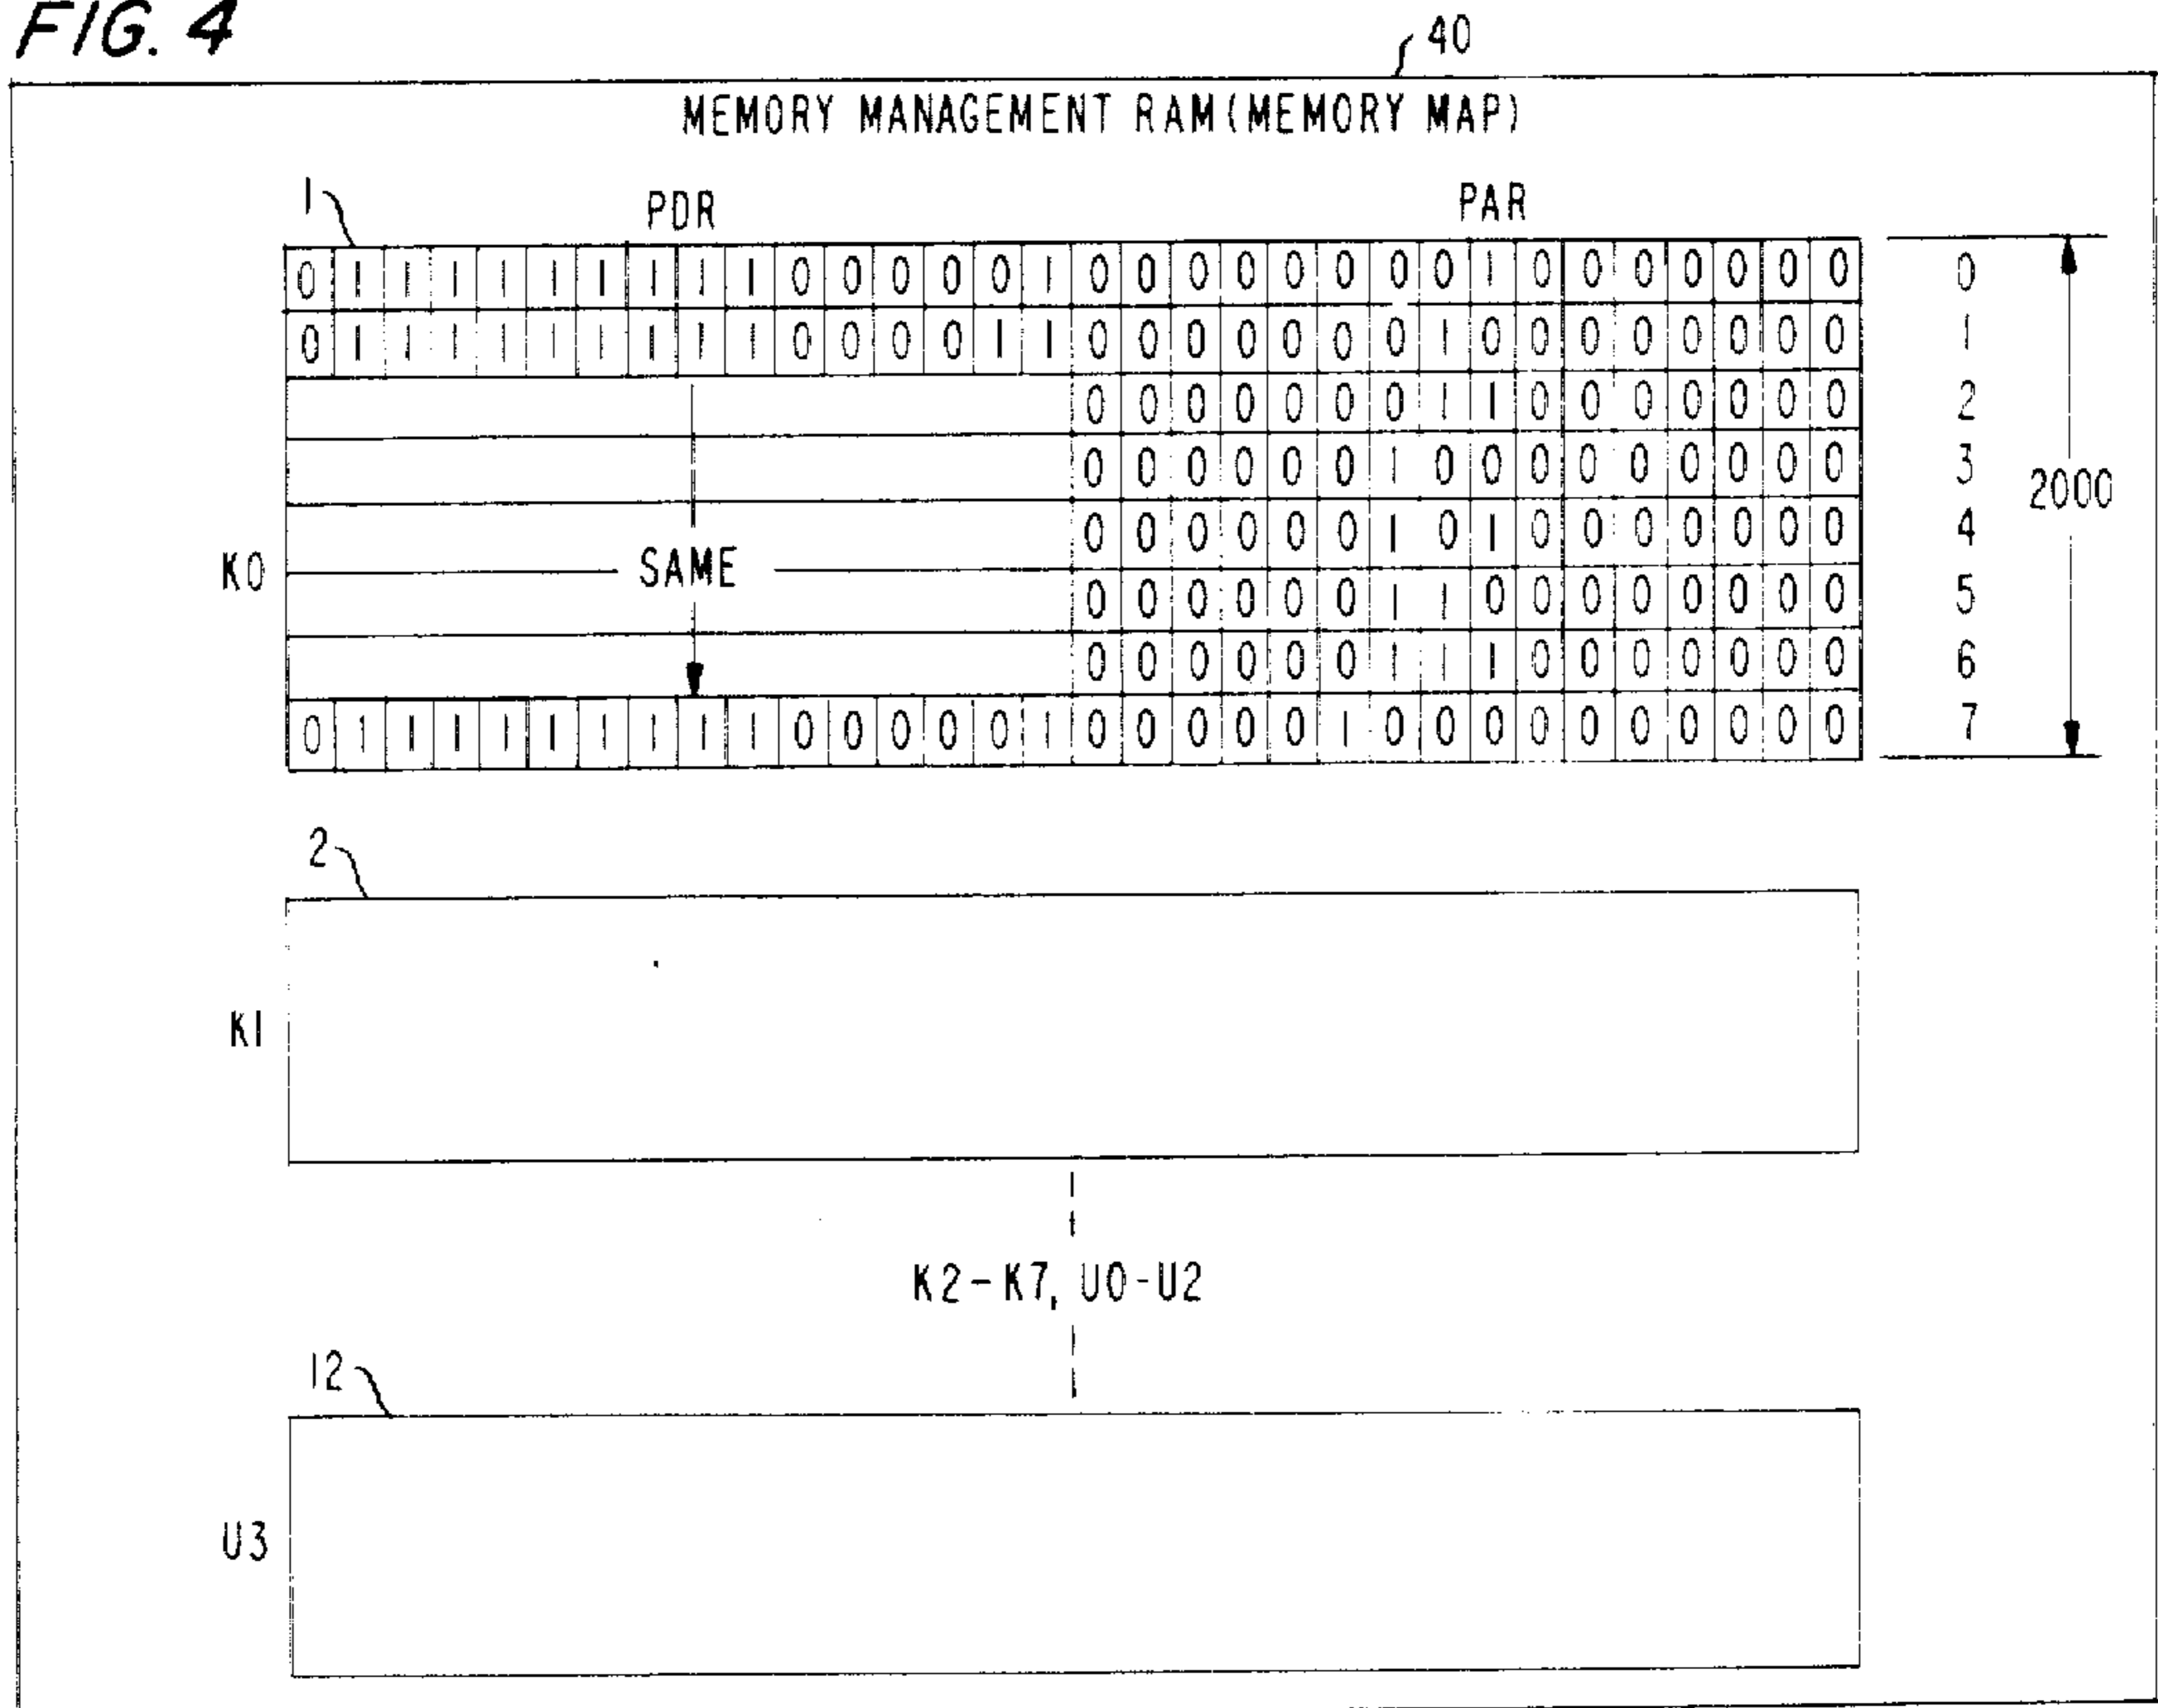 FIG. 4
40
MEMORY MANAGEMENT RAM (MEMORY MAP)
1
PDR PAR
0 1 1 1 1 1 1 1 1 1 0 0 0 0 0 1 0 0 0 0 0 0 0 0 1 0 0 0 0 0 0 0 0
0 1 1 1 1 1 1 1 1 1 0 0 0 0 1 1 0 0 0 0 0 0 0 1 0 0 0 0 0 0 0 0 1
0 0 0 0 0 0 0 1 1 0 0 0 0 0 0 0 2
0 0 0 0 0 0 1 0 0 0 0 0 0 0 0 0 3
2000
0 0 0 0 0 0 1 0 1 0 0 0 0 0 0 0 4
K0 SAME
0 0 0 0 0 0 1 1 0 0 0 0 0 0 0 0 5
0 0 0 0 0 0 1 1 1 0 0 0 0 0 0 0 6
0 1 1 1 1 1 1 1 1 1 0 0 0 0 0 1 0 0 0 0 0 1 0 0 0 0 0 0 0 0 0 0 7
2
K1
K2-K7, U0-U2
12
U3